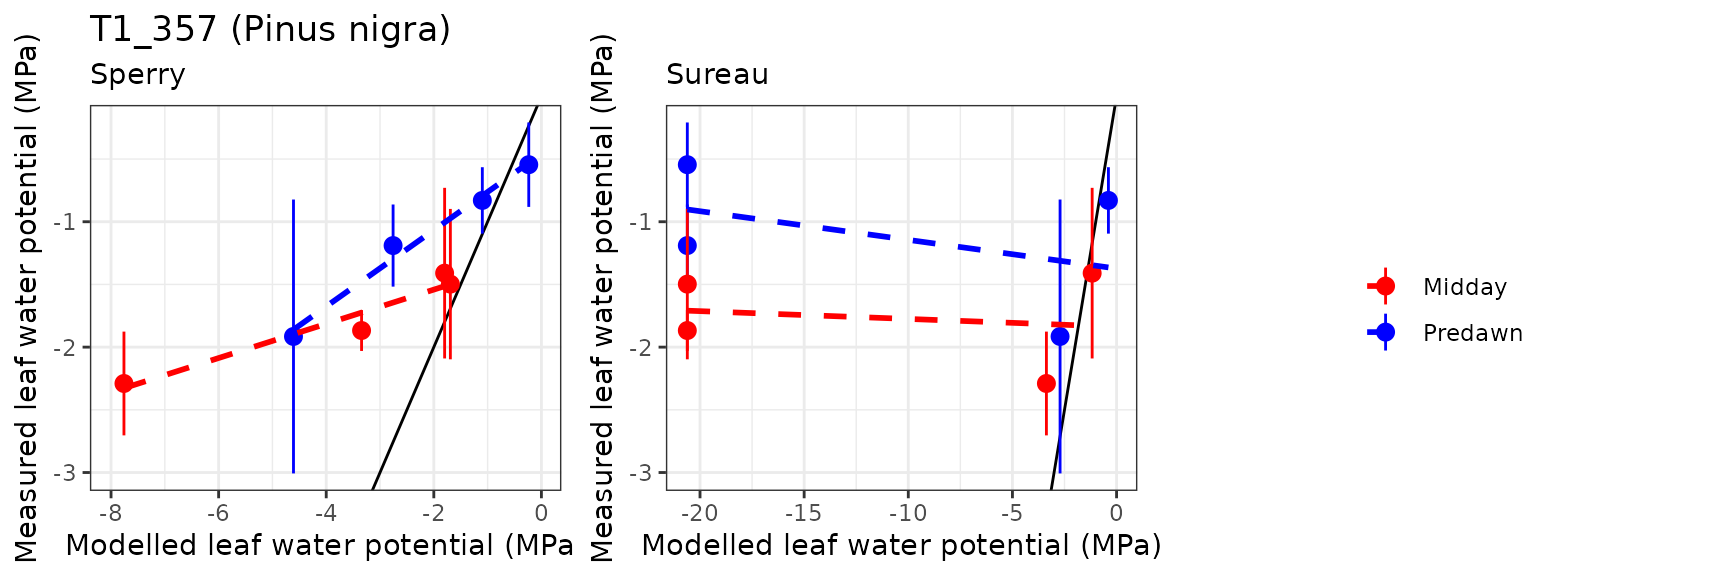 T1_357 (Pinus nigra)
Sperry
Measured leaf water potential (MPa)
-1
-2
-3
-8
-6
-4
-2
0
Modelled leaf water potential (MPa
Sureau
Measured leaf water potential (MPa)
-1
-2
-3
-20
-15
-10
-5
0
Modelled leaf water potential (MPa)
Midday
Predawn